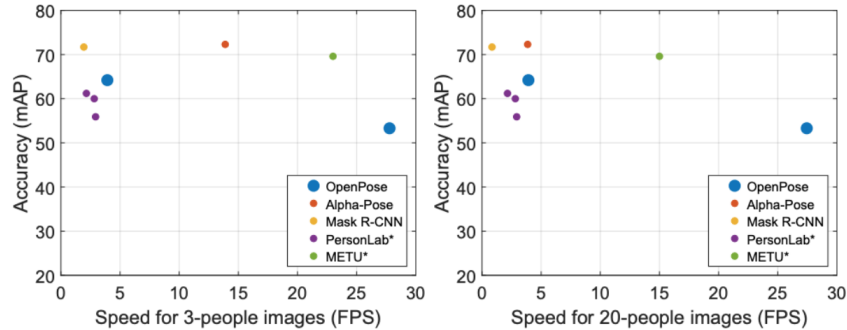 80
70
60
50
40
30
20
Accuracy (mAP)
0 5 10 15 20 25 30
Speed for 3-people images (FPS)
OpenPose
Alpha-Pose
Mask R-CNN
PersonLab*
METU*
80
70
60
50
40
30
20
Accuracy (mAP)
0 5 10 15 20 25 30
Speed for 20-people images (FPS)
OpenPose
Alpha-Pose
Mask R-CNN
PersonLab*
METU*